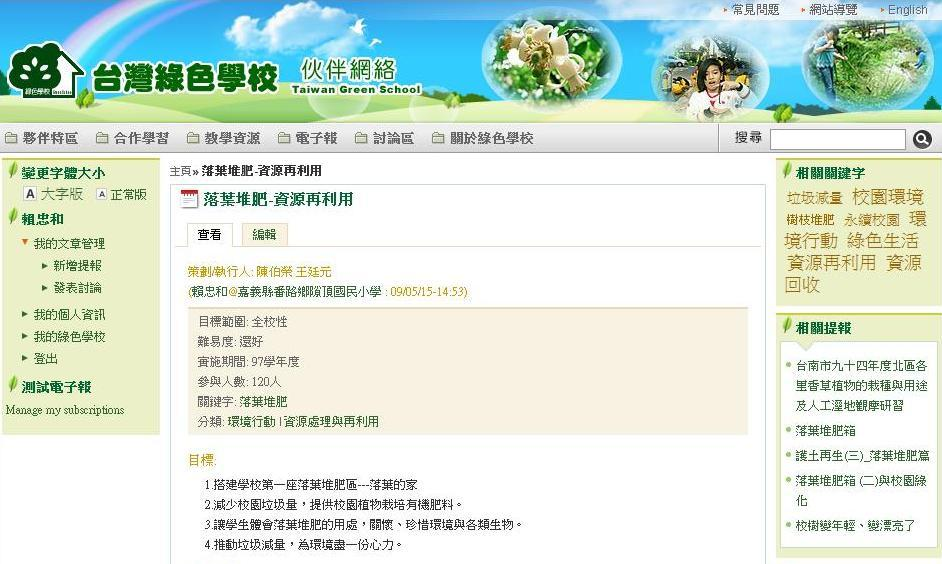 常見問題 網站導覽 English
台灣綠色學校 伙伴網絡
Taiwan Green School
綠色學校
夥伴特區 合作學習 教學資源 電子報 討論區 關於綠色學校 搜尋
變更字體大小
A 大字版 A 正常版
賴忠和
我的文章管理
新增提報
發表討論
我的個人資訊
我的綠色學校
登出
測試電子報
Manage my subscriptions
主頁» 落葉堆肥-資源再利用
落葉堆肥-資源再利用
查看 編輯
策劃/執行人: 陳伯榮 王廷元
(賴忠和@嘉義縣番路鄉隙頂國民小學 : 09/05/15-14:53)
目標範圍: 全校性
難易度: 還好
實施期間: 97學年度
參與人數: 120人
關鍵字: 落葉堆肥
分類: 環境行動 | 資源處理與再利用
目標:
1.搭建學校第一座落葉堆肥區---落葉的家
2.減少校園垃圾量，提供校園植物栽培有機肥料。
3.讓學生體會落葉堆肥的用處，關懷、珍惜環境與各類生物。
4.推動垃圾減量，為環境盡一份心力。
相關關鍵字
垃圾減量 校園環境
樹枝堆肥 永續校園 環
境行動 綠色生活
資源再利用 資源
回收
相關提報
台南市九十四年度北區各
里香草植物的栽種與用途
及人工溼地觀摩研習
落葉堆肥箱
護土再生(三)_落葉堆肥篇
落葉堆肥箱 (二)與校園綠
化
校樹變年輕、變漂亮了